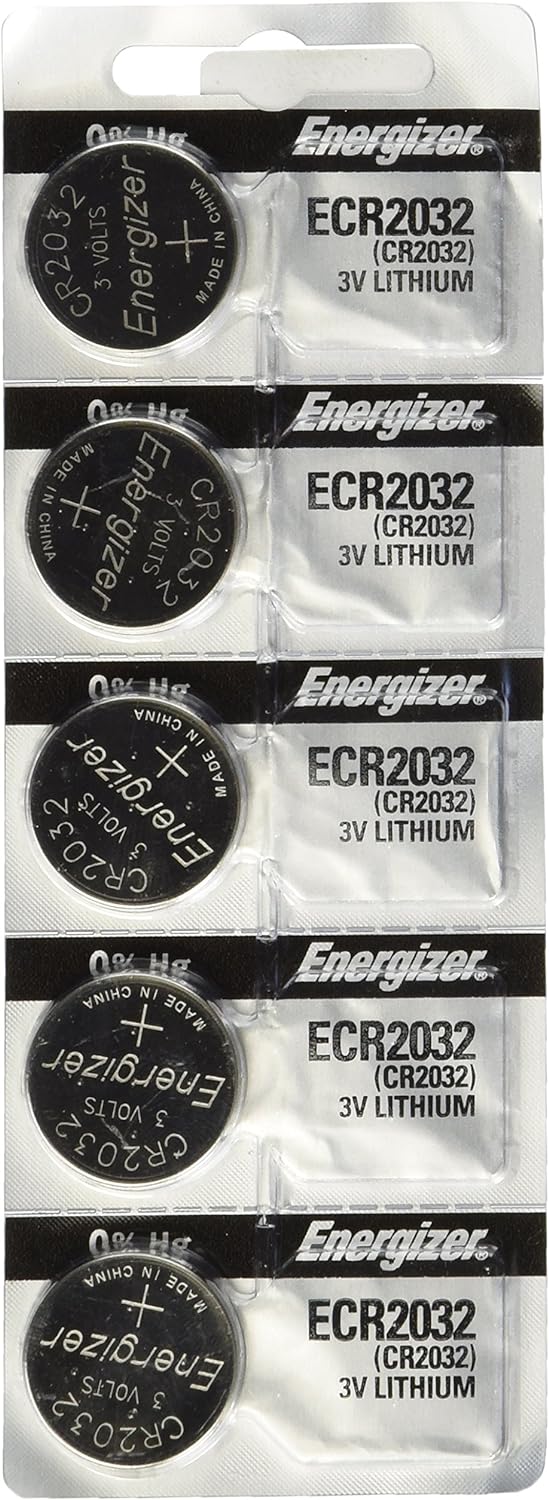 0% Hg
Energizer
ECR2032
(CR2032)
3V LITHIUM
CR2032
3 VOLTS
Energizer
+
MADE IN CHINA
0% Hg
Energizer
ECR2032
(CR2032)
3V LITHIUM
MADE IN CHINA
+
Energizer
3 VOLTS
CR2032
0% Hg
Energizer
ECR2032
(CR2032)
3V LITHIUM
MADE IN CHINA
+
Energizer
3 VOLTS
CR2032
0% Hg
Energizer
ECR2032
(CR2032)
3V LITHIUM
MADE IN CHINA
+
Energizer
3 VOLTS
CR2032
0% Hg
Energizer
ECR2032
(CR2032)
3V LITHIUM
MADE IN CHINA
+
Energizer
3 VOLTS
CR2032